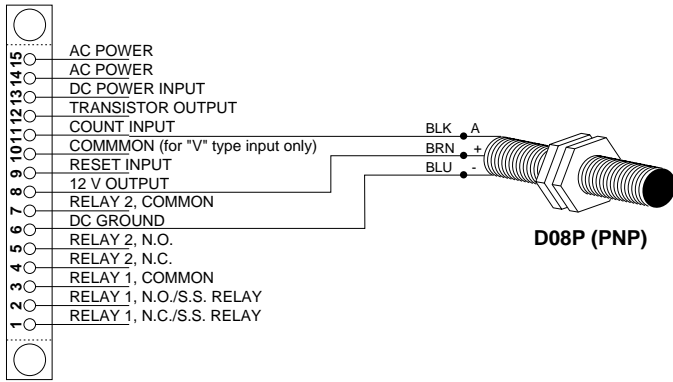 15 AC POWER
14 AC POWER
13 DC POWER INPUT
12 TRANSISTOR OUTPUT
11 COUNT INPUT
10 COMMMON (for "V" type input only)
9 RESET INPUT
8 12 V OUTPUT
7 RELAY 2, COMMON
6 DC GROUND
5 RELAY 2, N.O.
4 RELAY 2, N.C.
3 RELAY 1, COMMON
2 RELAY 1, N.O./S.S. RELAY
1 RELAY 1, N.C./S.S. RELAY
BLK A
BRN +
BLU -
D08P (PNP)